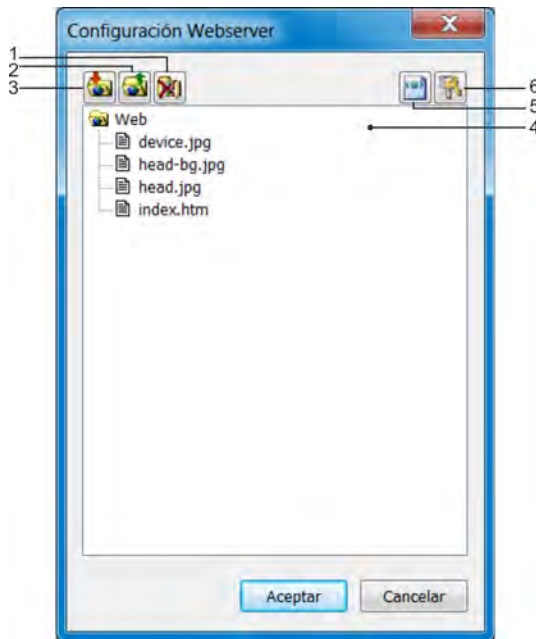 Configuración Webserver
1
2
3
6
5
4
Web
device.jpg
head-bg.jpg
head.jpg
index.htm
Aceptar Cancelar